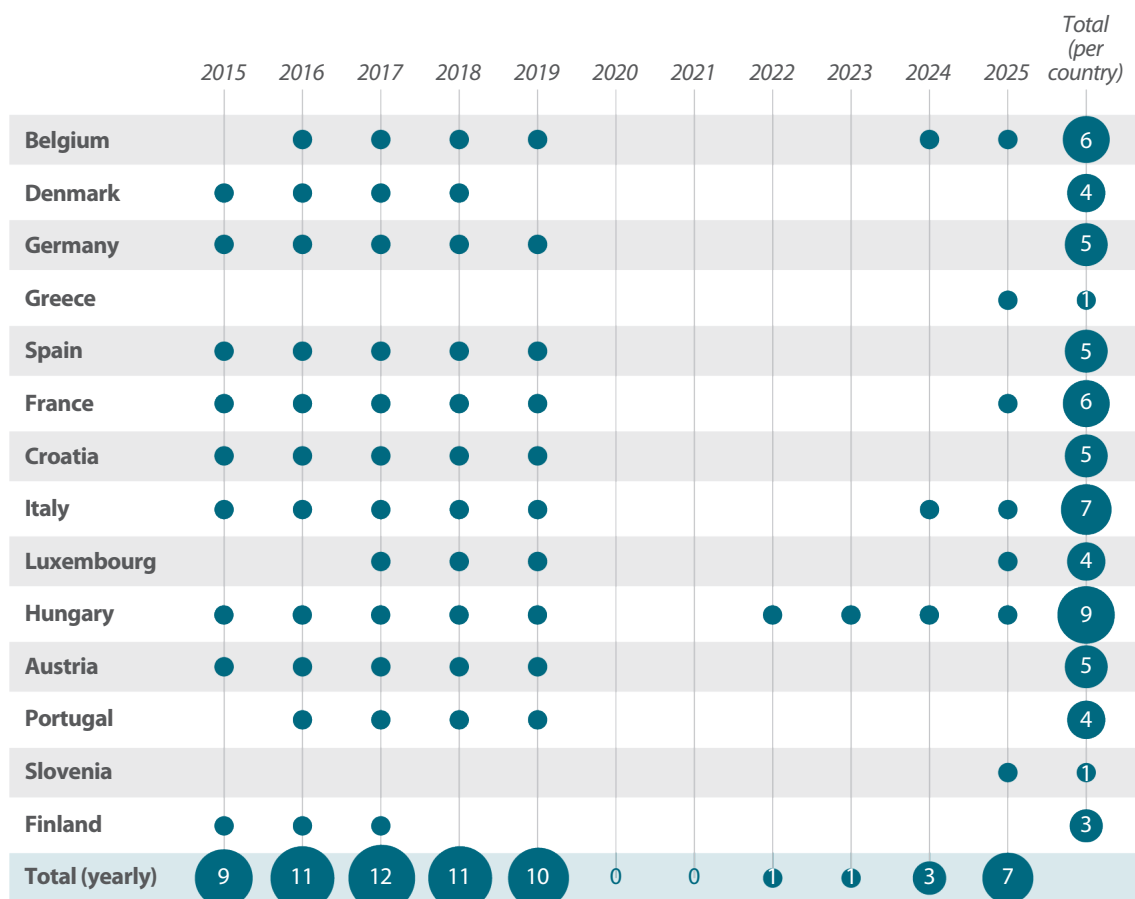 Total
(per
2015 2016 2017 2018 2019 2020 2021 2022 2023 2024 2025 country)
Belgium 6
Denmark 4
Germany 5
Greece 1
Spain 5
France 6
Croatia 5
Italy 7
Luxembourg 4
Hungary 9
Austria 5
Portugal 4
Slovenia 1
Finland 3
Total (yearly) 9 11 12 11 10 0 0 1 1 3 7